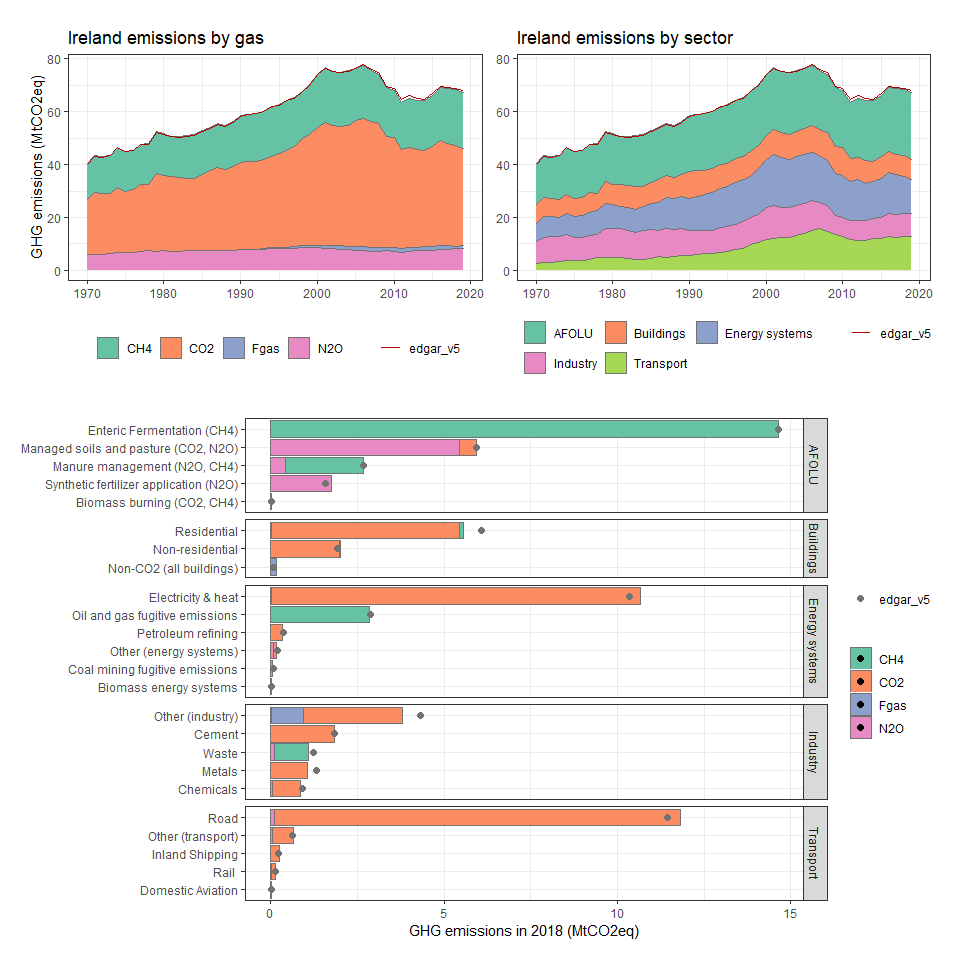 Ireland emissions by gas
GHG emissions (MtCO2eq)
80
60
40
20
0
1970 1980 1990 2000 2010 2020
CH4 CO2 Fgas N2O edgar_v5
Ireland emissions by sector
80
60
40
20
0
1970 1980 1990 2000 2010 2020
AFOLU Buildings Energy systems edgar_v5
Industry Transport
Enteric Fermentation (CH4)
Managed soils and pasture (CO2, N2O)
Manure management (N2O, CH4)
Synthetic fertilizer application (N2O)
Biomass burning (CO2, CH4)
AFOLU
Residential
Non-residential
Non-CO2 (all buildings)
Buildings
Electricity & heat
Oil and gas fugitive emissions
Petroleum refining
Other (energy systems)
Coal mining fugitive emissions
Biomass energy systems
Energy systems
Other (industry)
Cement
Waste
Metals
Chemicals
Industry
Road
Other (transport)
Inland Shipping
Rail
Domestic Aviation
Transport
0 5 10 15
GHG emissions in 2018 (MtCO2eq)
edgar_v5
CH4
CO2
Fgas
N2O